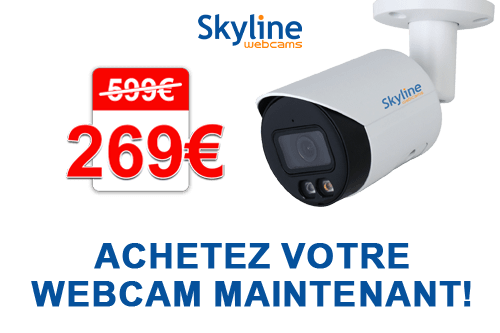 Skyline
webcams
599€
269€
Skyline
ACHETEZ VOTRE
WEBCAM MAINTENANT!